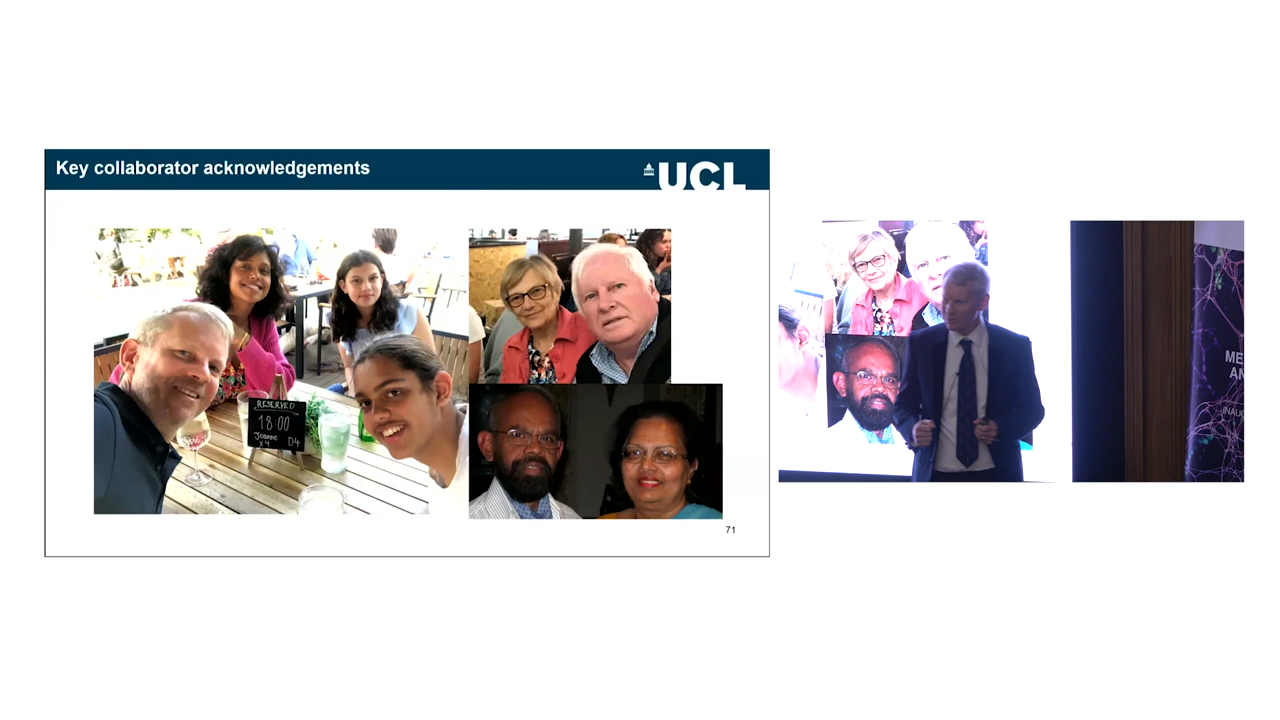 Key collaborator acknowledgements
UCL
RESERVED
18:00
Joanne
x4 D4
71